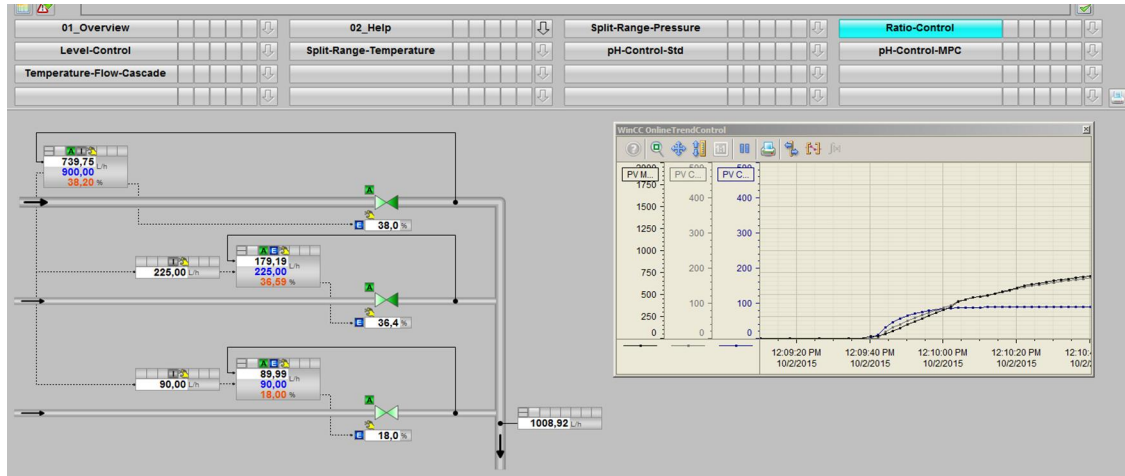 01_Overview
02_Help
Split-Range-Pressure
Ratio-Control
Level-Control
Split-Range-Temperature
pH-Control-Std
pH-Control-MPC
Temperature-Flow-Cascade
A I
739,75 L/h
900,00
38,20 %
A
E 38,0 %
I
225,00 L/h
A E
179,19 L/h
225,00
36,59 %
A
E 36,4 %
I
90,00 L/h
A E
89,99 L/h
90,00
18,00 %
A
E 18,0 %
1008,92 L/h
WinCC OnlineTrendControl
PV M... PV C... PV C...
2000 500 500
1750
1500
1250
1000
750
500
250
0
400
300
200
100
0
400
300
200
100
0
12:09:20 PM 12:09:40 PM 12:10:00 PM 12:10:20 PM 12:10:
10/2/2015 10/2/2015 10/2/2015 10/2/2015 10/2/